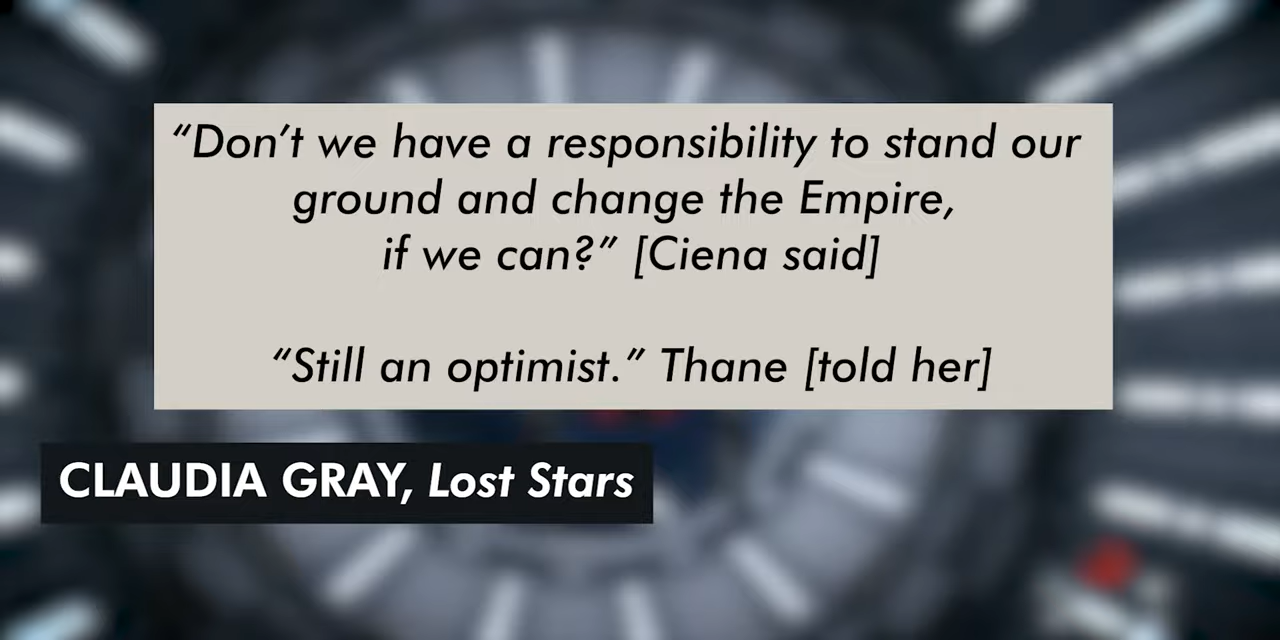 “Don’t we have a responsibility to stand our
ground and change the Empire,
if we can?” [Ciena said]
“Still an optimist.” Thane [told her]
CLAUDIA GRAY, Lost Stars